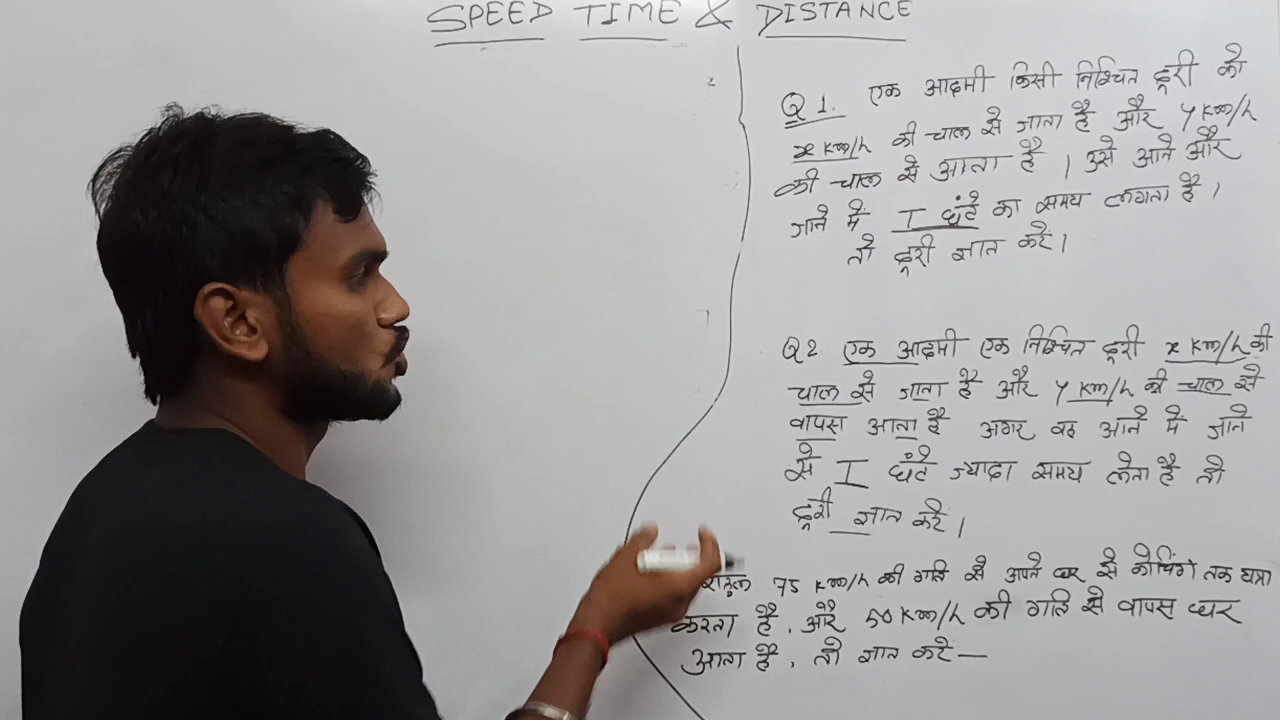 SPEED TIME & DISTANCE
Q 1. एक आदमी किसी निश्चित दूरी को
x Km/h की चाल से जाता है और y Km/h
की चाल से आता है । उसे आने और
जाने में T घंटे का समय लगता है ।
तो दूरी ज्ञात करें ।
Q2 एक आदमी एक निश्चित दूरी x Km/h की
चाल से जाता है और y Km/h की चाल से
वापस आता है अगर वह आने में जाने
से T घंटे ज्यादा समय लेता है तो
दूरी ज्ञात करे ।
राहुल 75 Km/h की गति से अपने घर से कोचिंग तक यात्रा
करता है, और 50 Km/h की गति से वापस घर
आता है, तो ज्ञात करे —